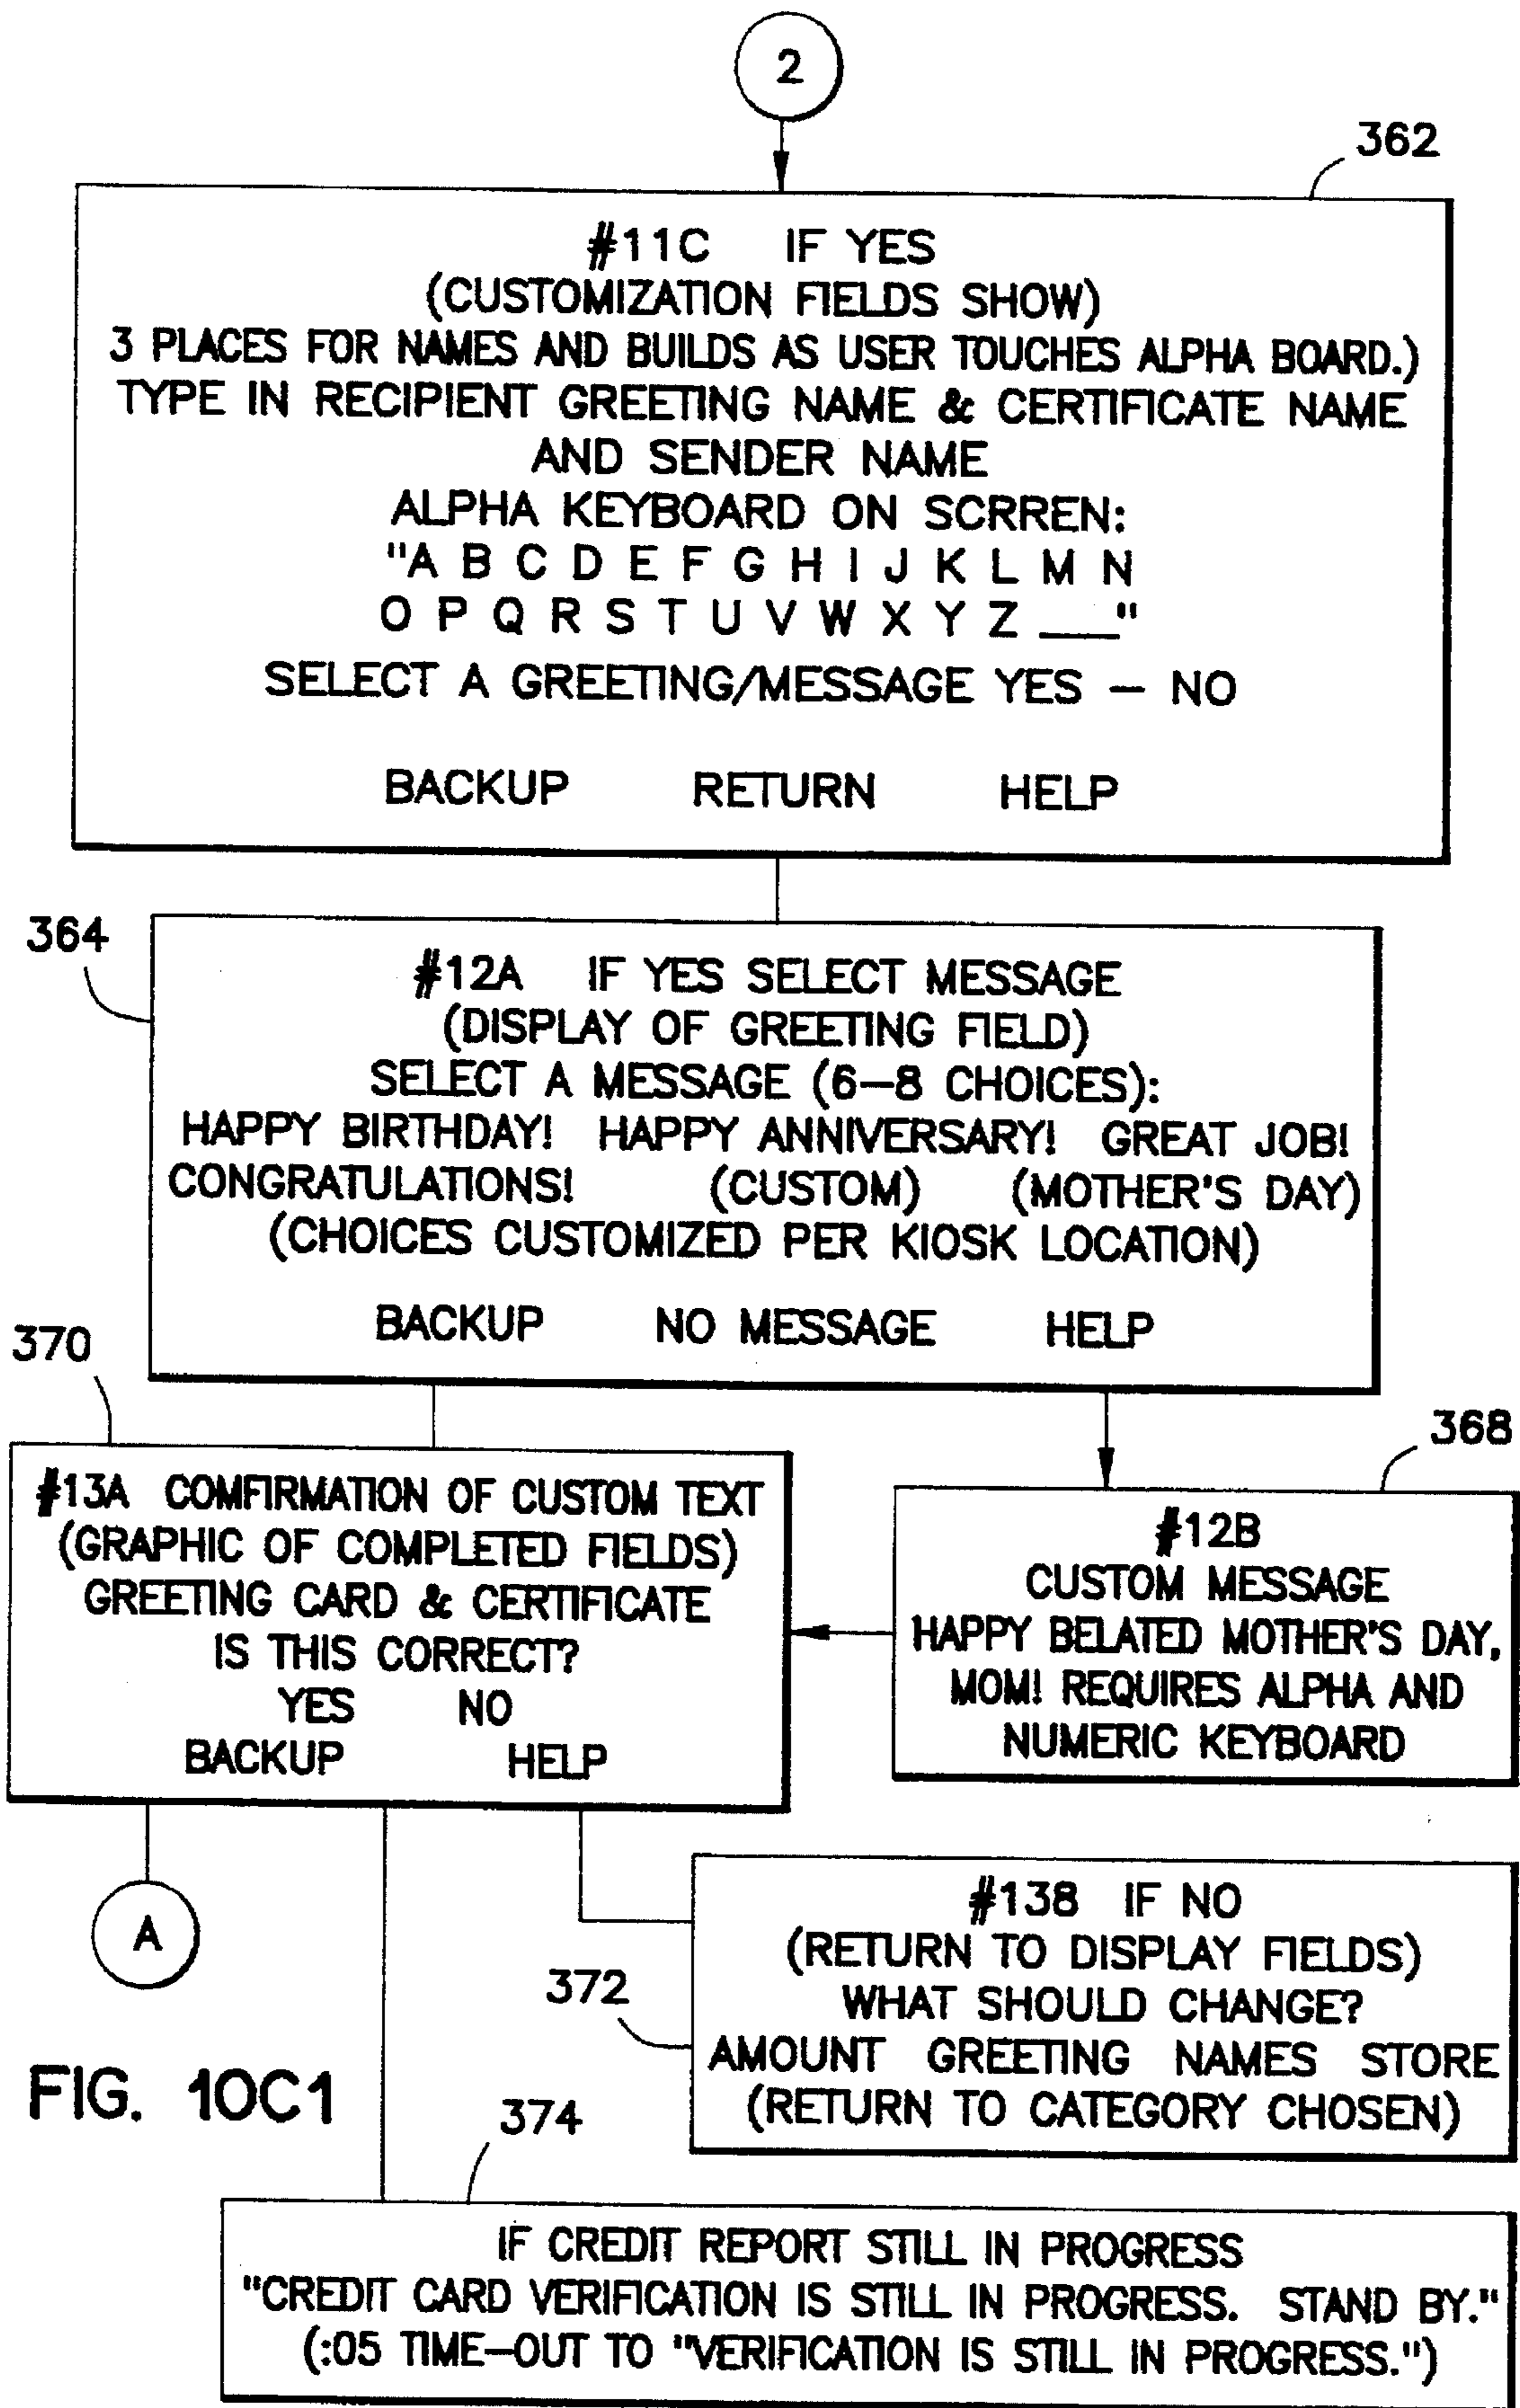 2
362
#11C IF YES
(CUSTOMIZATION FIELDS SHOW)
3 PLACES FOR NAMES AND BUILDS AS USER TOUCHES ALPHA BOARD.)
TYPE IN RECIPIENT GREETING NAME & CERTIFICATE NAME
AND SENDER NAME
ALPHA KEYBOARD ON SCRREN:
"A B C D E F G H I J K L M N
O P Q R S T U V W X Y Z ___"
SELECT A GREETING/MESSAGE YES – NO
BACKUP RETURN HELP
364
#12A IF YES SELECT MESSAGE
(DISPLAY OF GREETING FIELD)
SELECT A MESSAGE (6–8 CHOICES):
HAPPY BIRTHDAY! HAPPY ANNIVERSARY! GREAT JOB!
CONGRATULATIONS! (CUSTOM) (MOTHER'S DAY)
(CHOICES CUSTOMIZED PER KIOSK LOCATION)
BACKUP NO MESSAGE HELP
370
#13A COMFIRMATION OF CUSTOM TEXT
(GRAPHIC OF COMPLETED FIELDS)
GREETING CARD & CERTIFICATE
IS THIS CORRECT?
YES NO
BACKUP HELP
368
#12B
CUSTOM MESSAGE
HAPPY BELATED MOTHER'S DAY,
MOM! REQUIRES ALPHA AND
NUMERIC KEYBOARD
A
372
#138 IF NO
(RETURN TO DISPLAY FIELDS)
WHAT SHOULD CHANGE?
AMOUNT GREETING NAMES STORE
(RETURN TO CATEGORY CHOSEN)
FIG. 10C1
374
IF CREDIT REPORT STILL IN PROGRESS
"CREDIT CARD VERIFICATION IS STILL IN PROGRESS. STAND BY."
(:05 TIME–OUT TO "VERIFICATION IS STILL IN PROGRESS.")